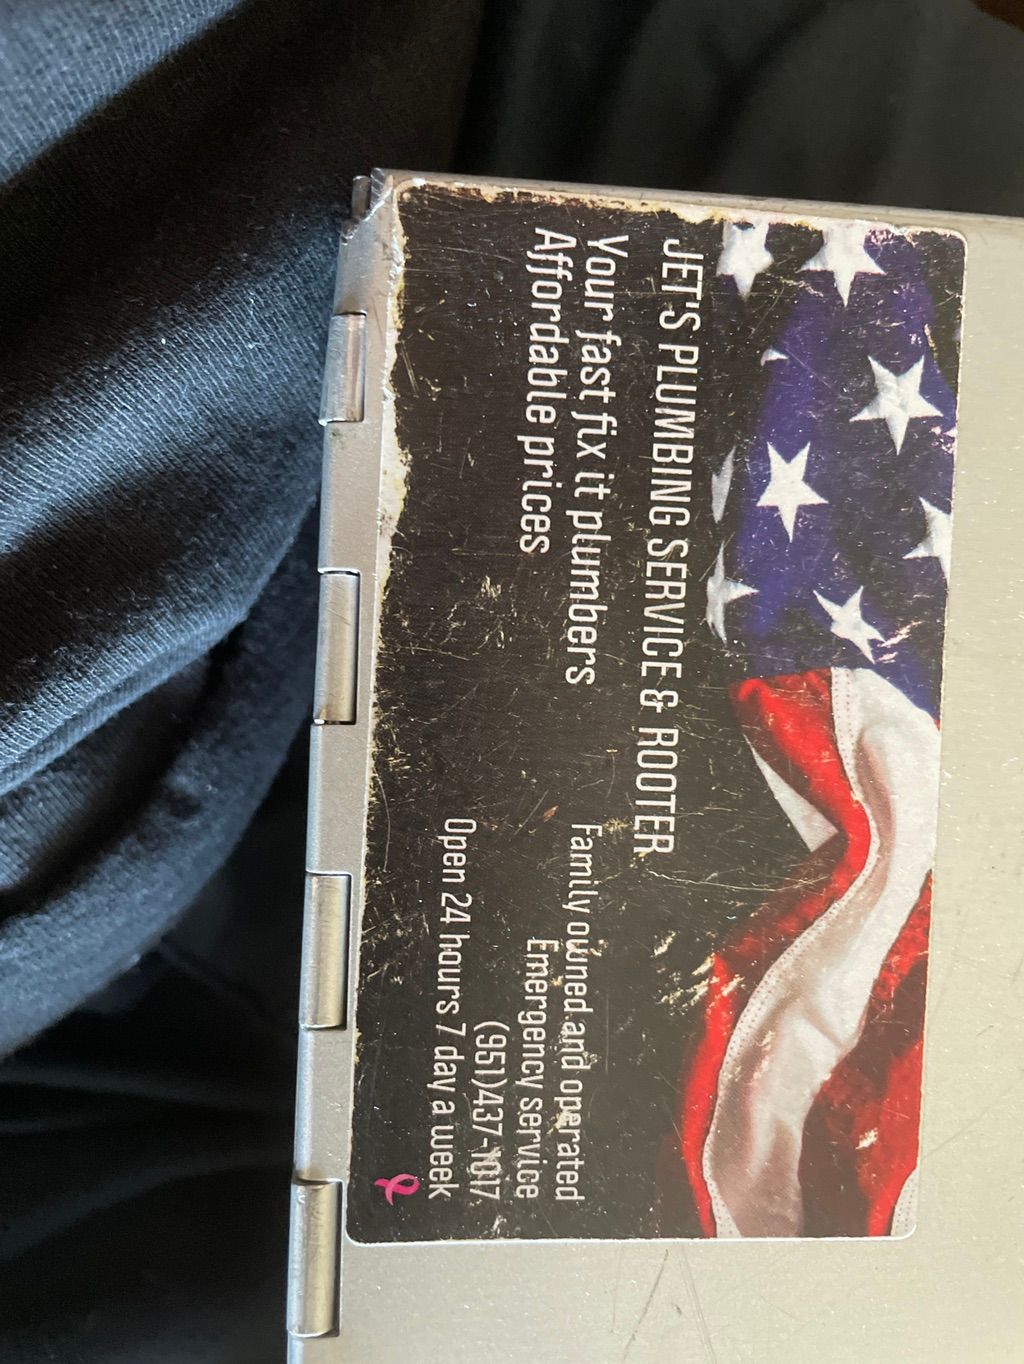 JET'S PLUMBING SERVICE & ROOTER
Your fast fix it plumbers
Affordable prices
Family owned and operated
Emergency service
(951)437-1017
Open 24 hours 7 day a week